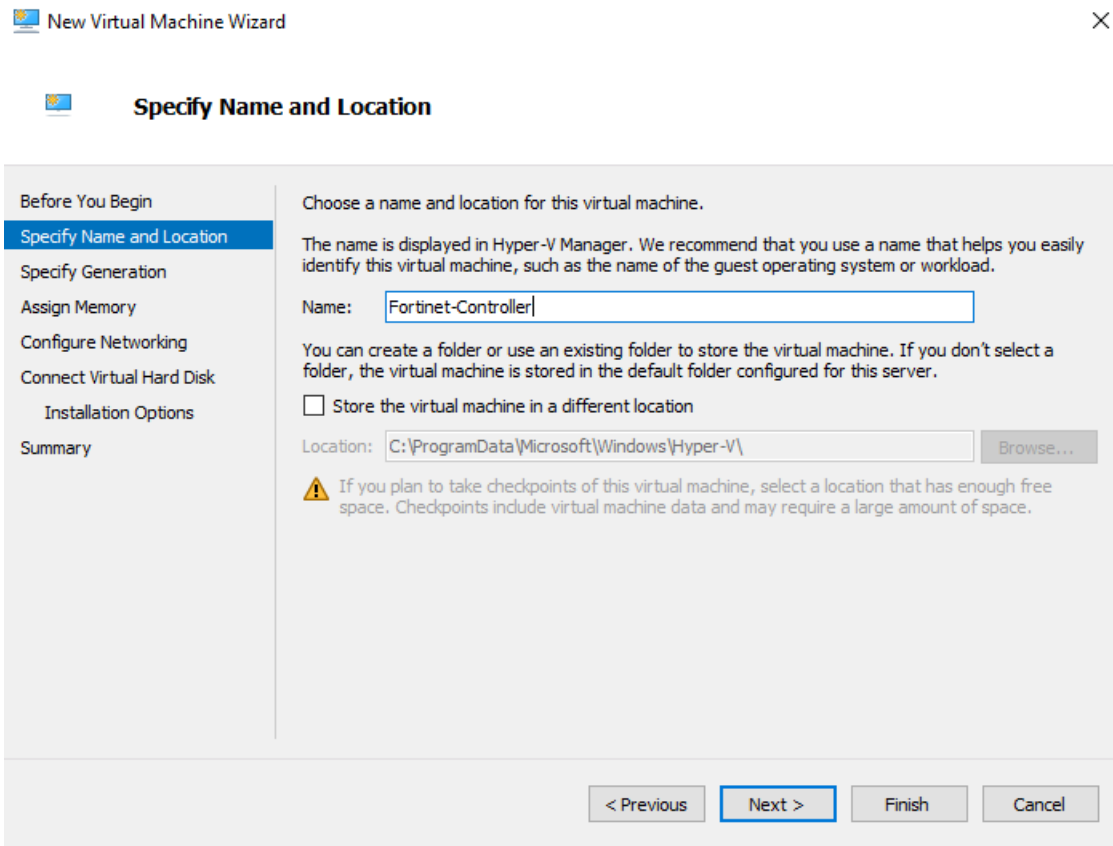 New Virtual Machine Wizard
Specify Name and Location
Before You Begin
Specify Name and Location
Specify Generation
Assign Memory
Configure Networking
Connect Virtual Hard Disk
Installation Options
Summary
Choose a name and location for this virtual machine.
The name is displayed in Hyper-V Manager. We recommend that you use a name that helps you easily
identify this virtual machine, such as the name of the guest operating system or workload.
Name: Fortinet-Controller
You can create a folder or use an existing folder to store the virtual machine. If you don't select a
folder, the virtual machine is stored in the default folder configured for this server.
Store the virtual machine in a different location
Location: C:\ProgramData\Microsoft\Windows\Hyper-V\ Browse...
If you plan to take checkpoints of this virtual machine, select a location that has enough free
space. Checkpoints include virtual machine data and may require a large amount of space.
< Previous Next > Finish Cancel